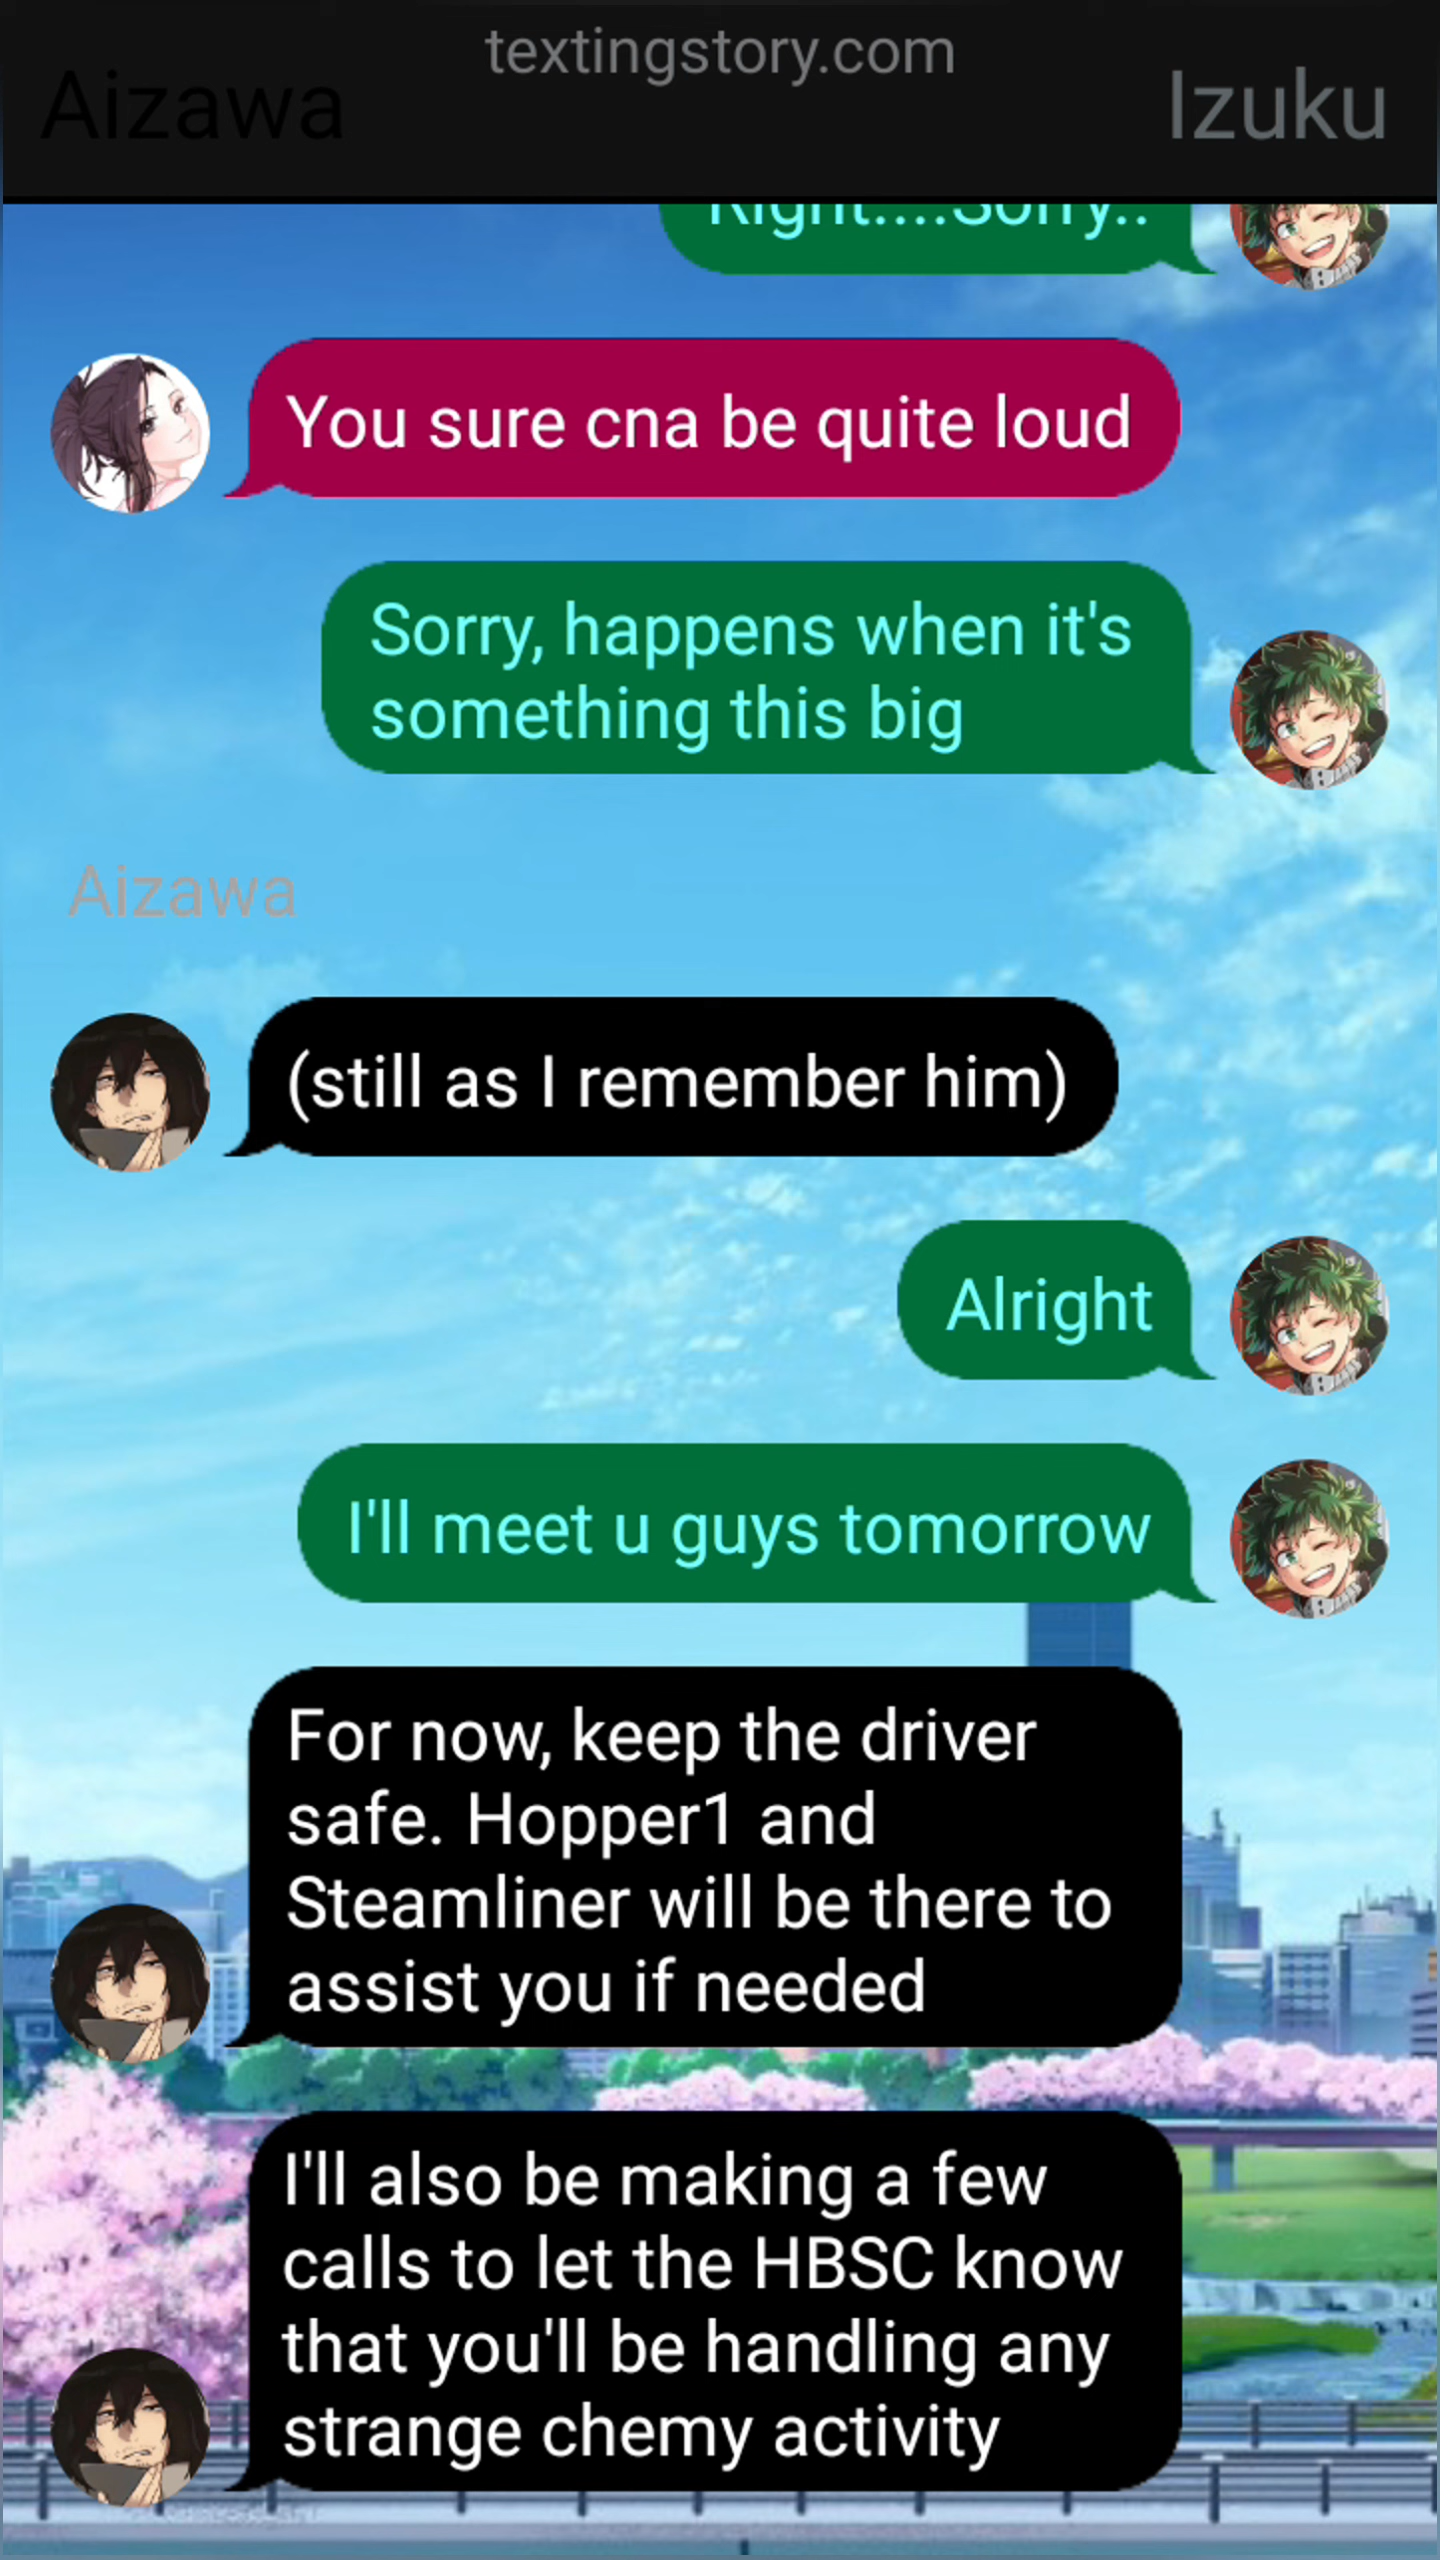 textingstory.com
Aizawa
Izuku
Right....Sorry..
You sure cna be quite loud
Sorry, happens when it's
something this big
Aizawa
(still as I remember him)
Alright
I'll meet u guys tomorrow
For now, keep the driver
safe. Hopper1 and
Steamliner will be there to
assist you if needed
I'll also be making a few
calls to let the HBSC know
that you'll be handling any
strange chemy activity